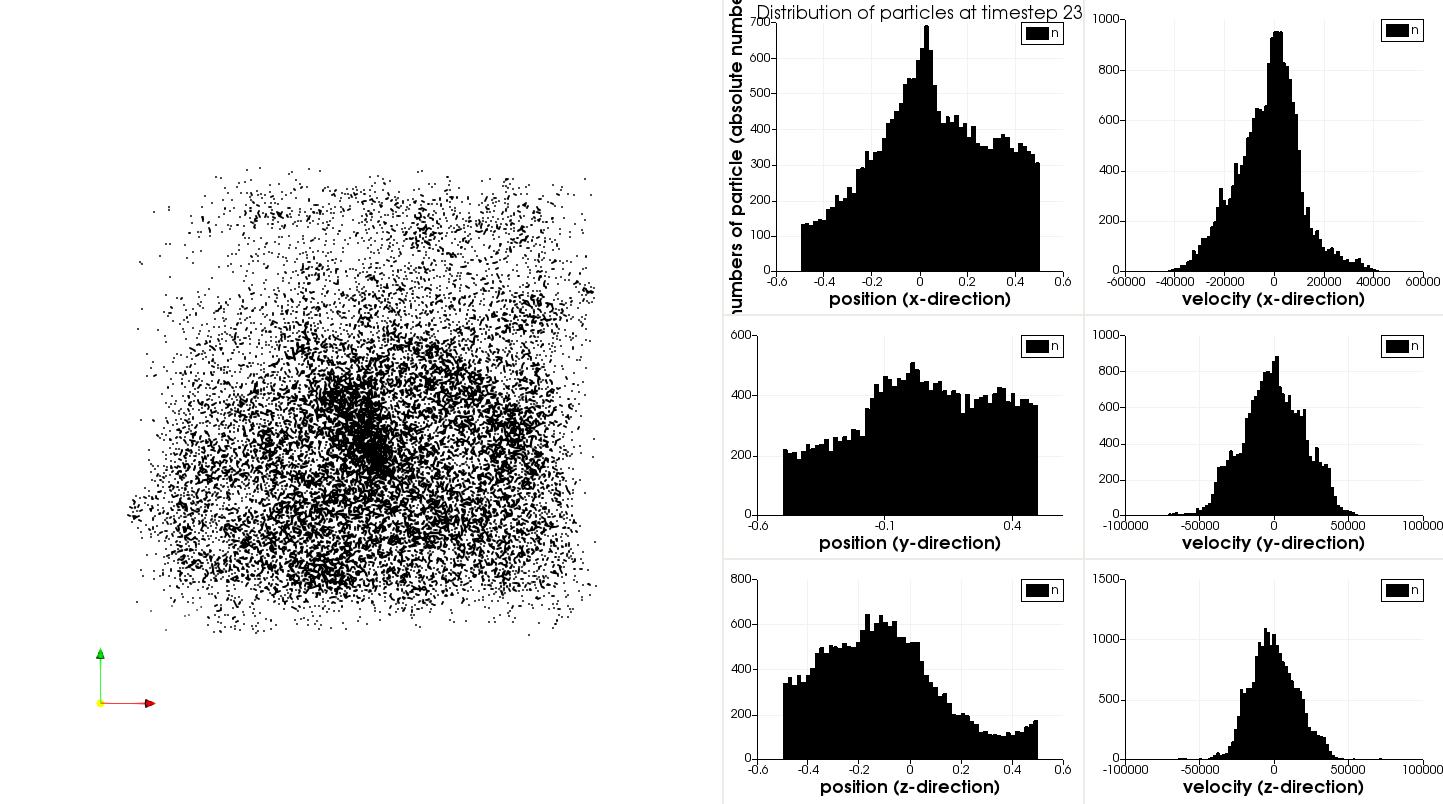 Distribution of particles at timestep 23
numbers of particle (absolute numbe
700
600
500
400
300
200
100
0
-0.6 -0.4 -0.2 0 0.2 0.4 0.6
position (x-direction)
n
1000
800
600
400
200
0
-60000 -40000 -20000 0 20000 40000 60000
velocity (x-direction)
n
600
400
200
0
-0.6 -0.1 0.4
position (y-direction)
n
1000
800
600
400
200
0
-100000 -50000 0 50000 100000
velocity (y-direction)
n
800
600
400
200
0
-0.6 -0.4 -0.2 0 0.2 0.4 0.6
position (z-direction)
n
1500
1000
500
0
-100000 -50000 0 50000 100000
velocity (z-direction)
n